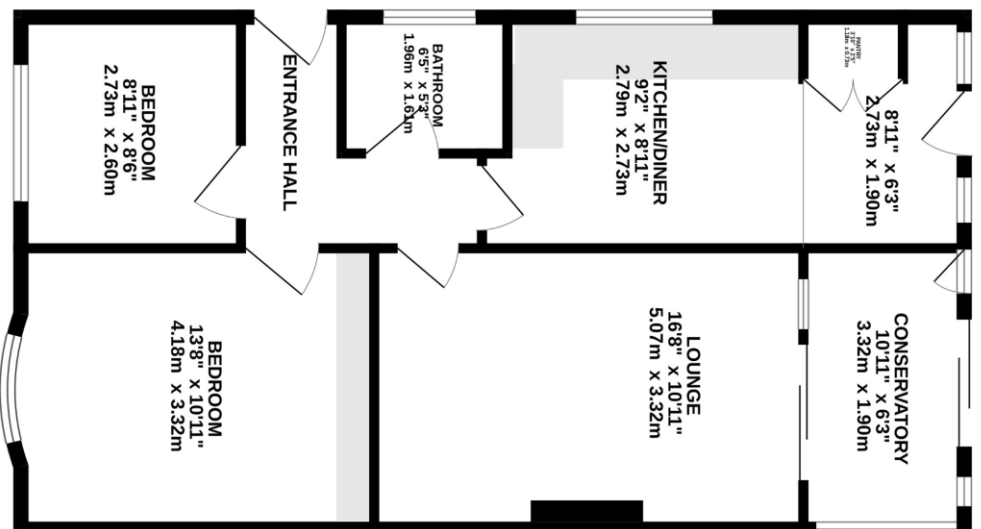 BEDROOM
8'11" x 8'6"
2.73m x 2.60m
ENTRANCE HALL
BATHROOM
6'5" x 5'3"
1.96m x 1.61m
KITCHEN/DINER
9'2" x 8'11"
2.79m x 2.73m
PANTRY
8'11" x 6'3"
2.73m x 1.90m
BEDROOM
13'8" x 10'11"
4.18m x 3.32m
LOUNGE
16'8" x 10'11"
5.07m x 3.32m
CONSERVATORY
10'11" x 6'3"
3.32m x 1.90m